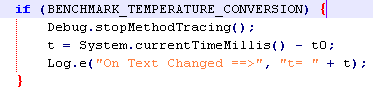 if (BENCHMARK_TEMPERATURE_CONVERSION) {
    Debug.stopMethodTracing();
    t = System.currentTimeMillis() - t0;
    Log.e("On Text Changed ==>", "t= " + t);
}